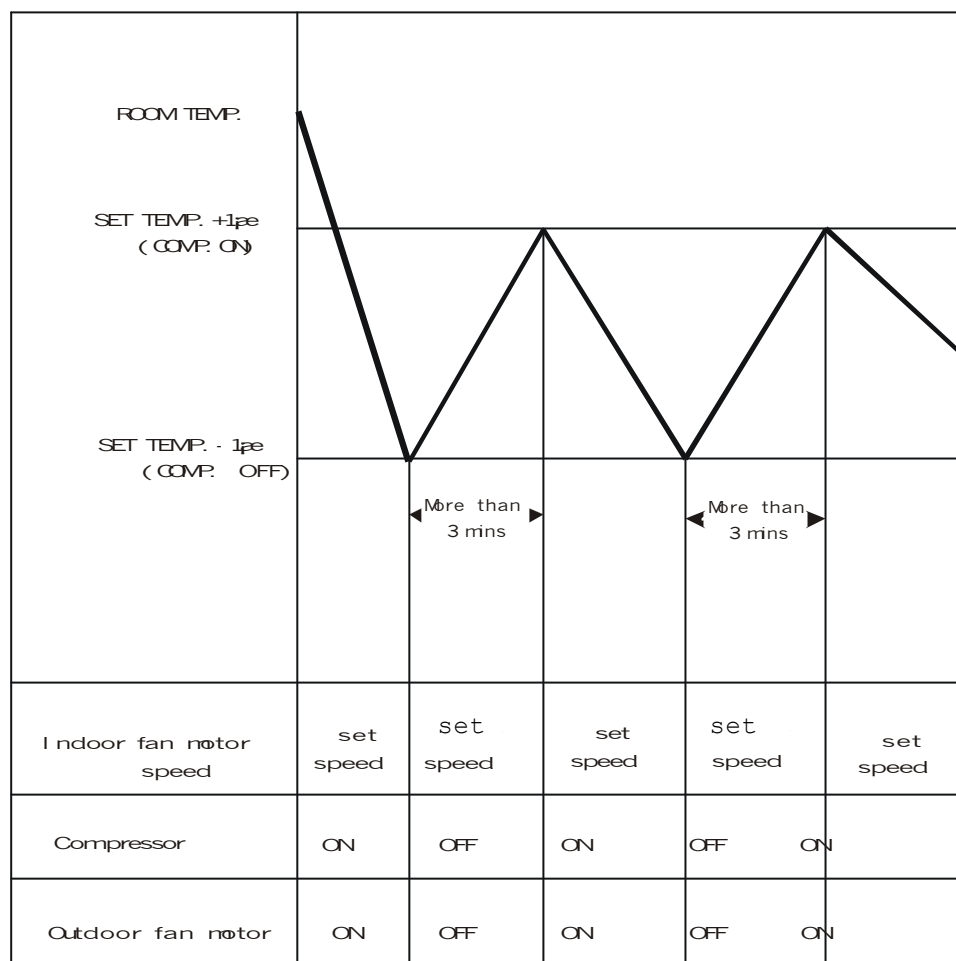 ROOM TEMP.
SET TEMP. +1¡æ
( COMP. ON)
SET TEMP. - 1¡æ
( COMP. OFF)
More than
3 mins
More than
3 mins
Indoor fan motor
speed
set
speed
set
speed
set
speed
set
speed
set
speed
Compressor
ON
OFF
ON
OFF
ON
Outdoor fan motor
ON
OFF
ON
OFF
ON